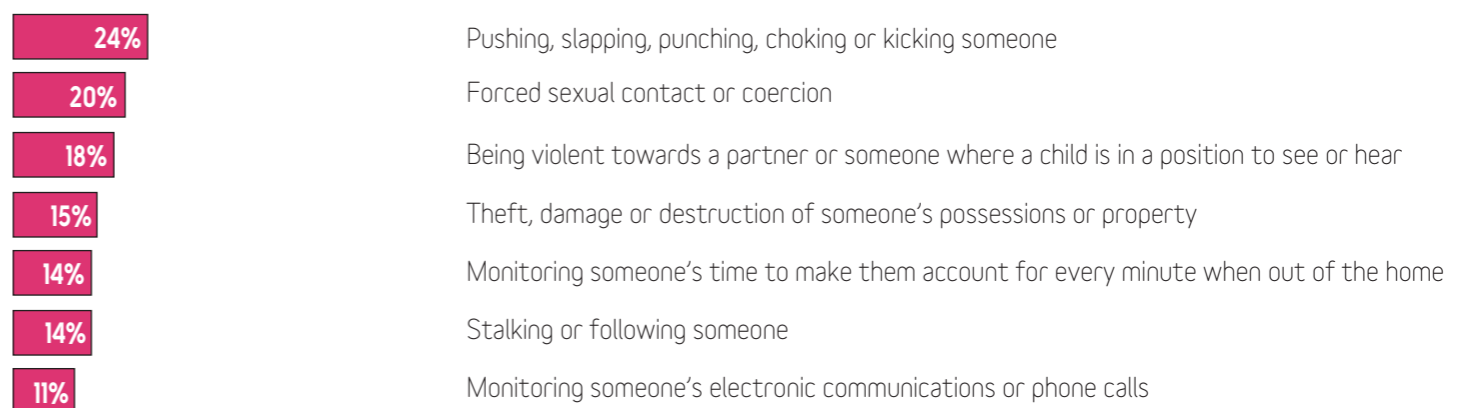 24% Pushing, slapping, punching, choking or kicking someone
20% Forced sexual contact or coercion
18% Being violent towards a partner or someone where a child is in a position to see or hear
15% Theft, damage or destruction of someone's possessions or property
14% Monitoring someone's time to make them account for every minute when out of the home
14% Stalking or following someone
11% Monitoring someone's electronic communications or phone calls